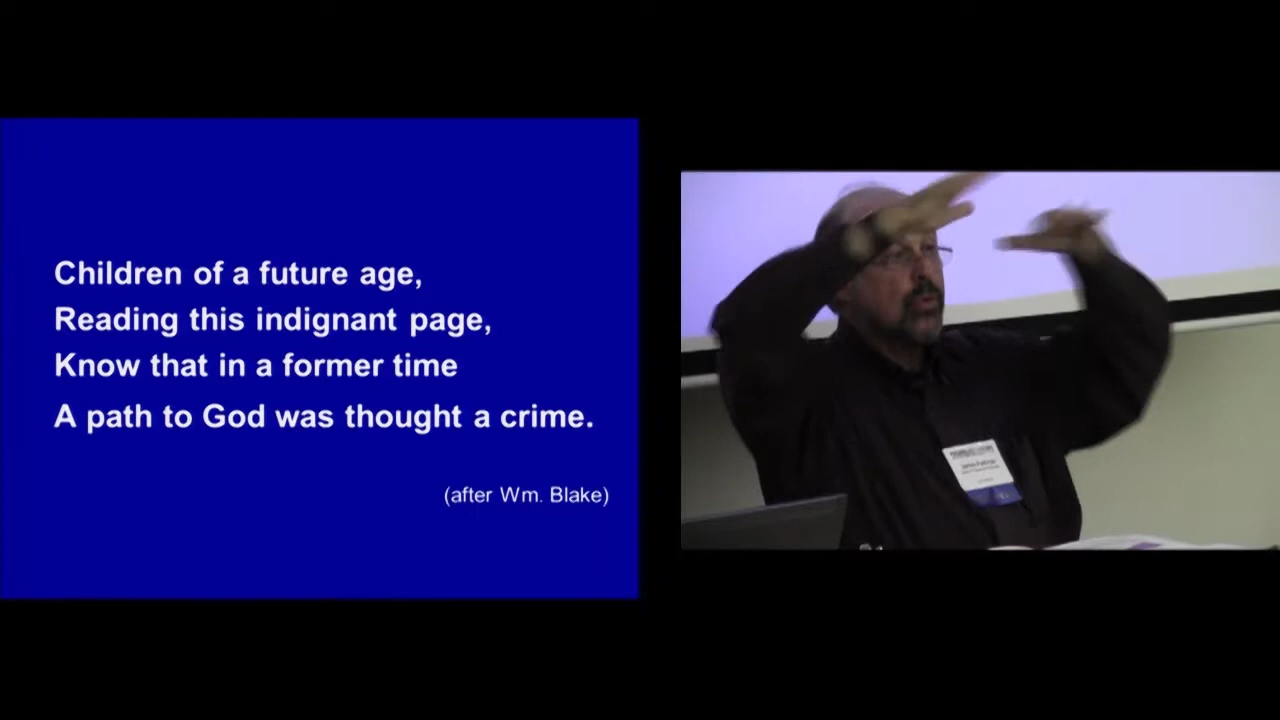 Children of a future age,
Reading this indignant page,
Know that in a former time
A path to God was thought a crime.
(after Wm. Blake)
James